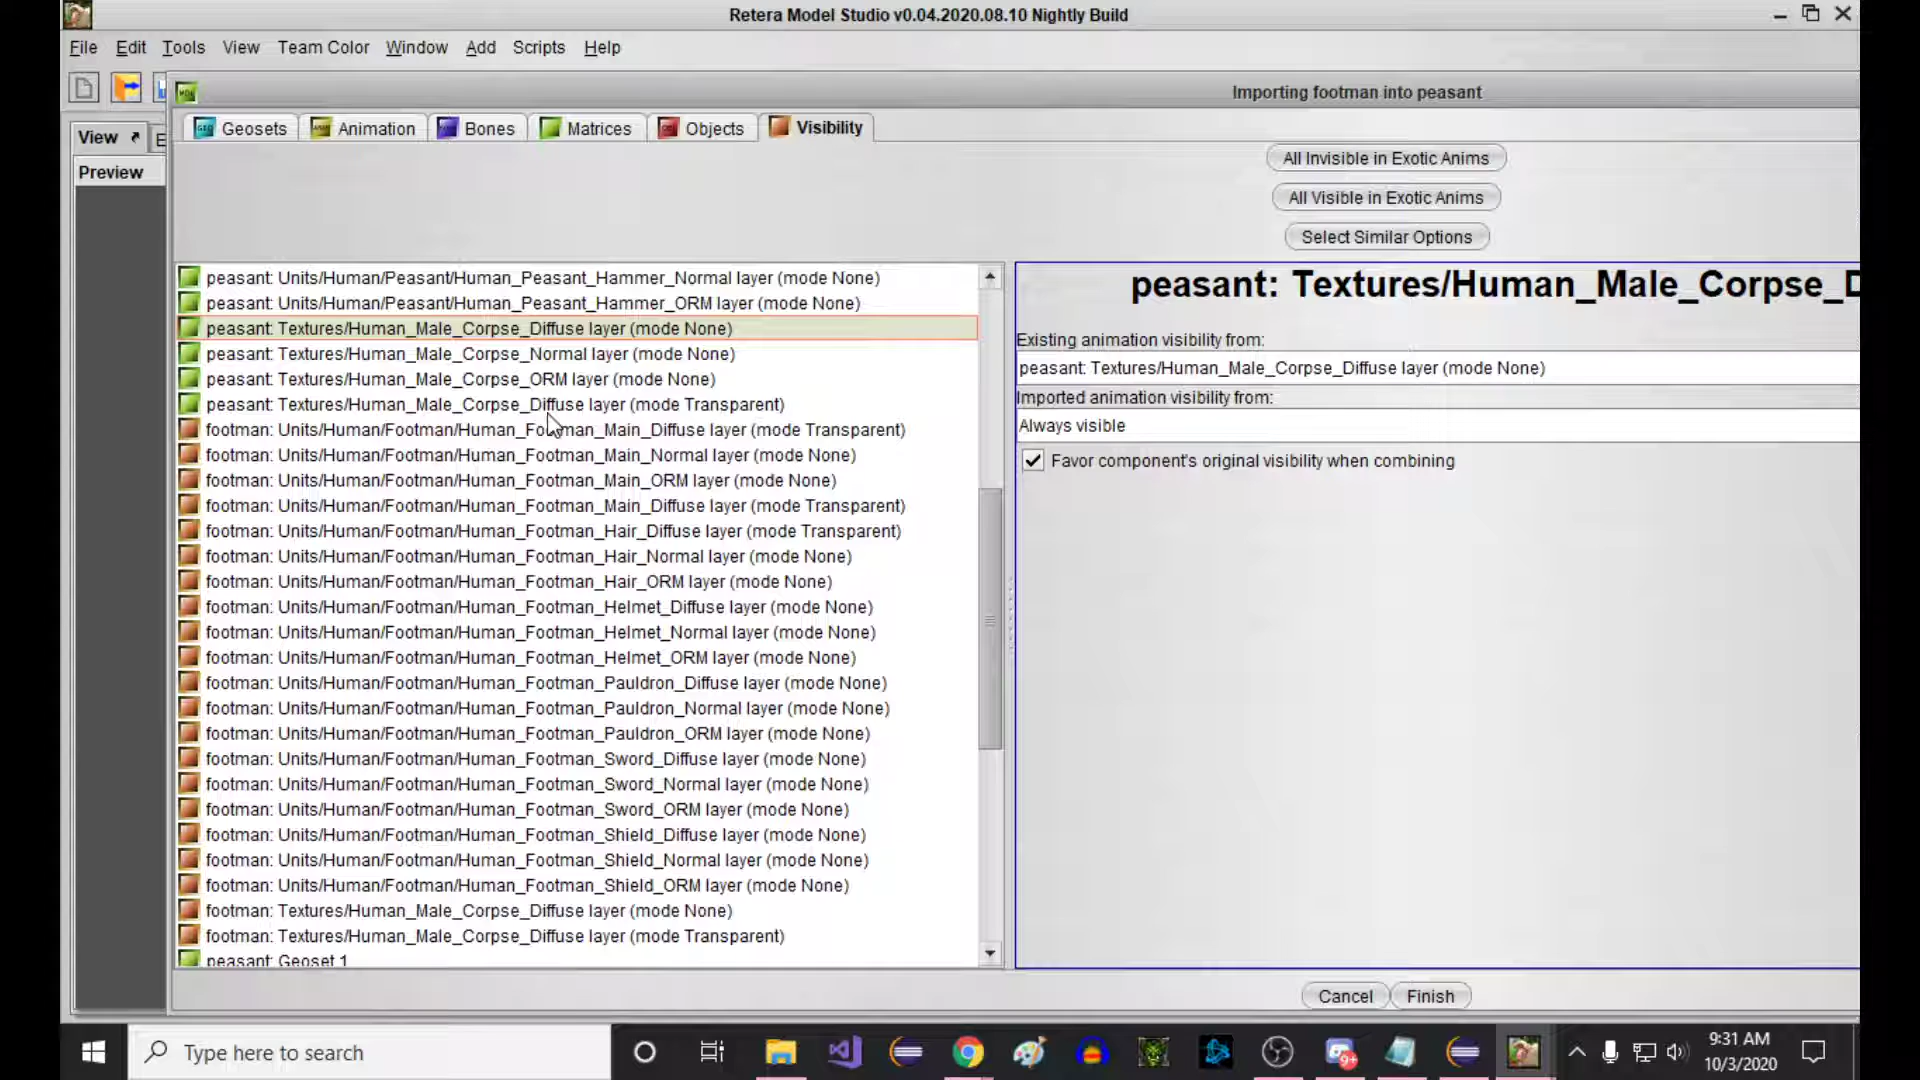 Retera Model Studio v0.04.2020.08.10 Nightly Build
File Edit Tools View Team Color Window Add Scripts Help
Importing footman into peasant
View
Geosets Animation Bones Matrices Objects Visibility
Preview
All Invisible in Exotic Anims
All Visible in Exotic Anims
Select Similar Options
peasant: Units/Human/Peasant/Human_Peasant_Hammer_Normal layer (mode None)
peasant: Units/Human/Peasant/Human_Peasant_Hammer_ORM layer (mode None)
peasant: Textures/Human_Male_Corpse_Diffuse layer (mode None)
peasant: Textures/Human_Male_Corpse_Normal layer (mode None)
peasant: Textures/Human_Male_Corpse_ORM layer (mode None)
peasant: Textures/Human_Male_Corpse_Diffuse layer (mode Transparent)
footman: Units/Human/Footman/Human_Footman_Main_Diffuse layer (mode Transparent)
footman: Units/Human/Footman/Human_Footman_Main_Normal layer (mode None)
footman: Units/Human/Footman/Human_Footman_Main_ORM layer (mode None)
footman: Units/Human/Footman/Human_Footman_Main_Diffuse layer (mode Transparent)
footman: Units/Human/Footman/Human_Footman_Hair_Diffuse layer (mode Transparent)
footman: Units/Human/Footman/Human_Footman_Hair_Normal layer (mode None)
footman: Units/Human/Footman/Human_Footman_Hair_ORM layer (mode None)
footman: Units/Human/Footman/Human_Footman_Helmet_Diffuse layer (mode None)
footman: Units/Human/Footman/Human_Footman_Helmet_Normal layer (mode None)
footman: Units/Human/Footman/Human_Footman_Helmet_ORM layer (mode None)
footman: Units/Human/Footman/Human_Footman_Pauldron_Diffuse layer (mode None)
footman: Units/Human/Footman/Human_Footman_Pauldron_Normal layer (mode None)
footman: Units/Human/Footman/Human_Footman_Pauldron_ORM layer (mode None)
footman: Units/Human/Footman/Human_Footman_Sword_Diffuse layer (mode None)
footman: Units/Human/Footman/Human_Footman_Sword_Normal layer (mode None)
footman: Units/Human/Footman/Human_Footman_Sword_ORM layer (mode None)
footman: Units/Human/Footman/Human_Footman_Shield_Diffuse layer (mode None)
footman: Units/Human/Footman/Human_Footman_Shield_Normal layer (mode None)
footman: Units/Human/Footman/Human_Footman_Shield_ORM layer (mode None)
footman: Textures/Human_Male_Corpse_Diffuse layer (mode None)
footman: Textures/Human_Male_Corpse_Diffuse layer (mode Transparent)
peasant: Geoset 1
peasant: Textures/Human_Male_Corpse_D
Existing animation visibility from:
peasant: Textures/Human_Male_Corpse_Diffuse layer (mode None)
Imported animation visibility from:
Always visible
Favor component's original visibility when combining
Cancel Finish
Type here to search
9+
9:31 AM
10/3/2020